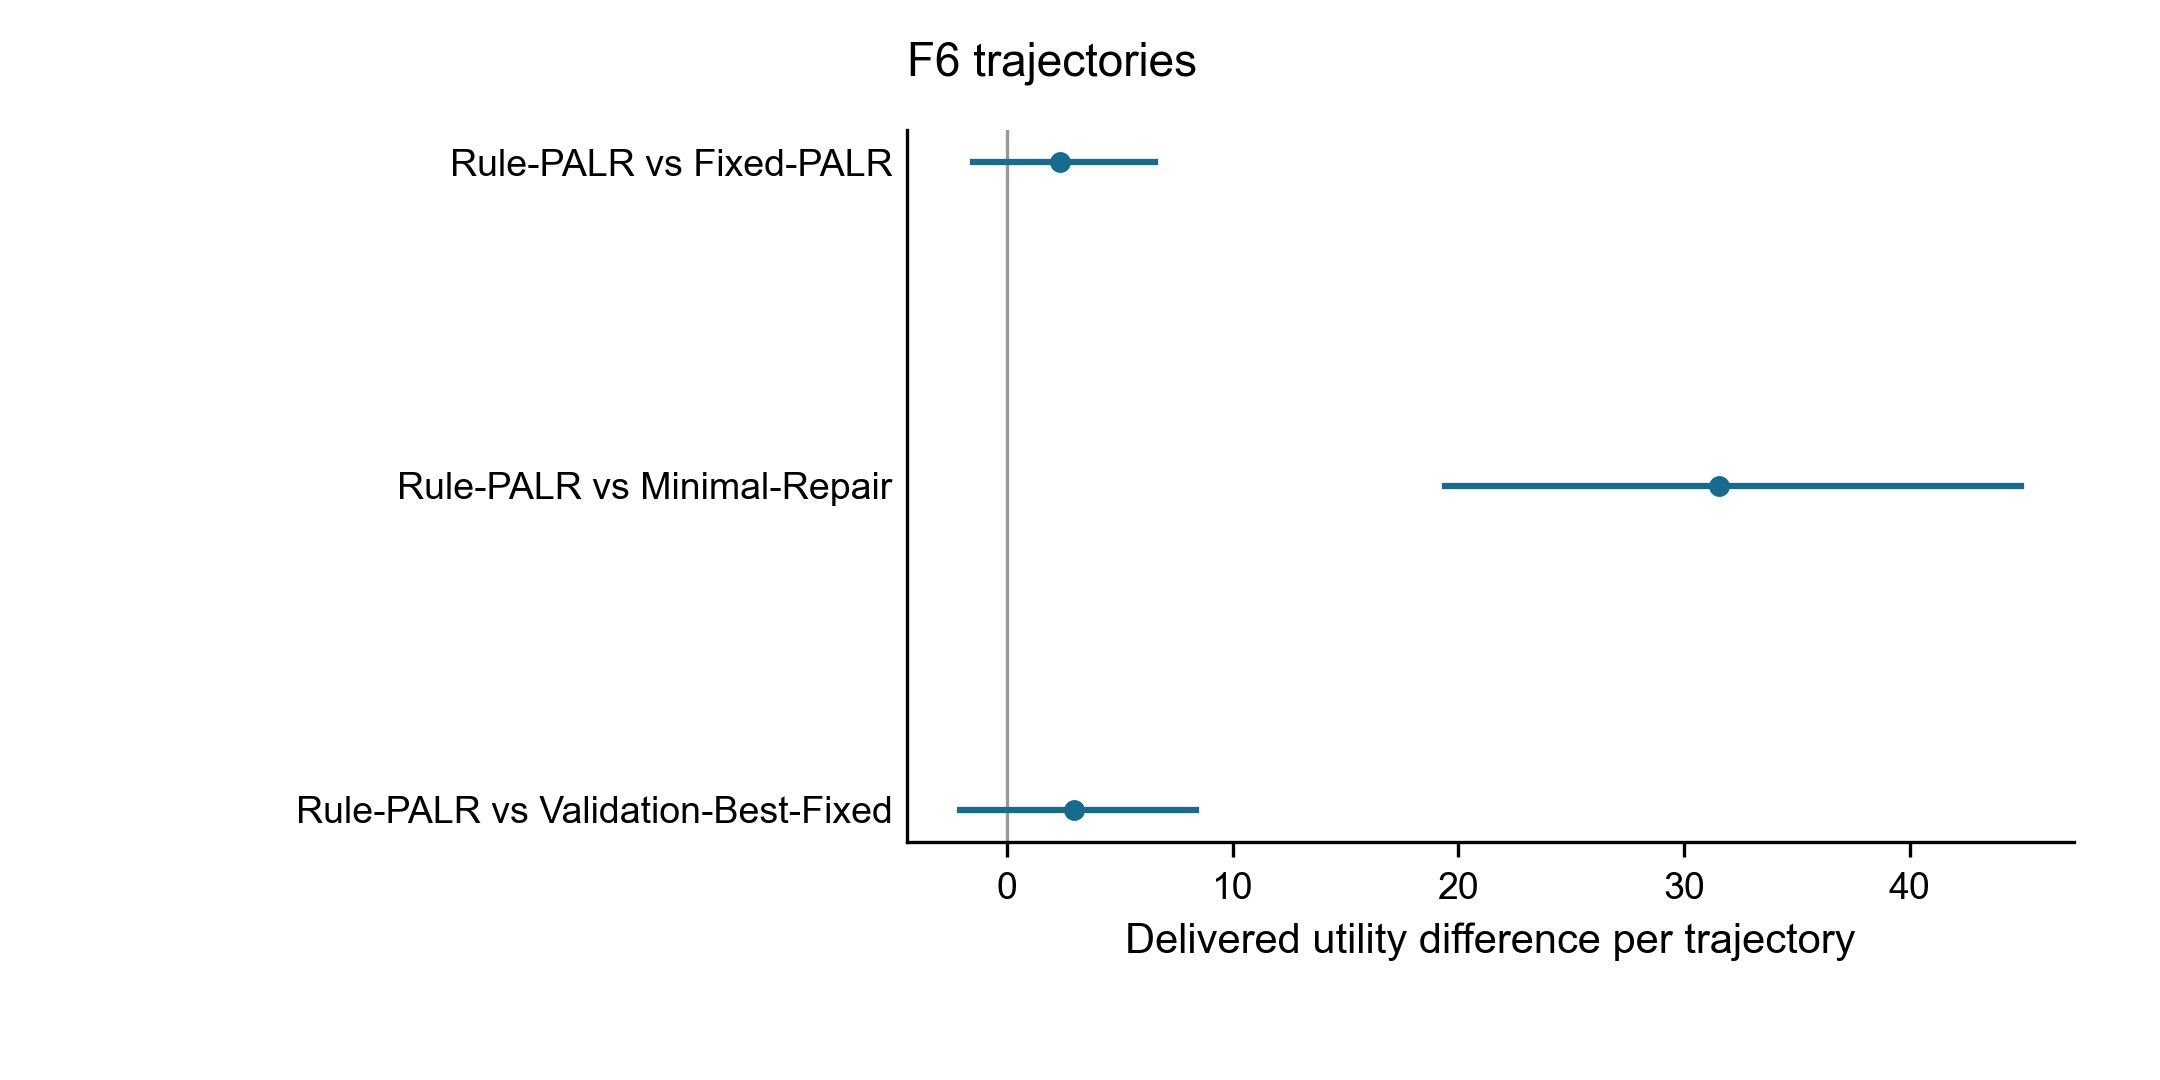 F6 trajectories
Rule-PALR vs Fixed-PALR
Rule-PALR vs Minimal-Repair
Rule-PALR vs Validation-Best-Fixed
0 10 20 30 40
Delivered utility difference per trajectory